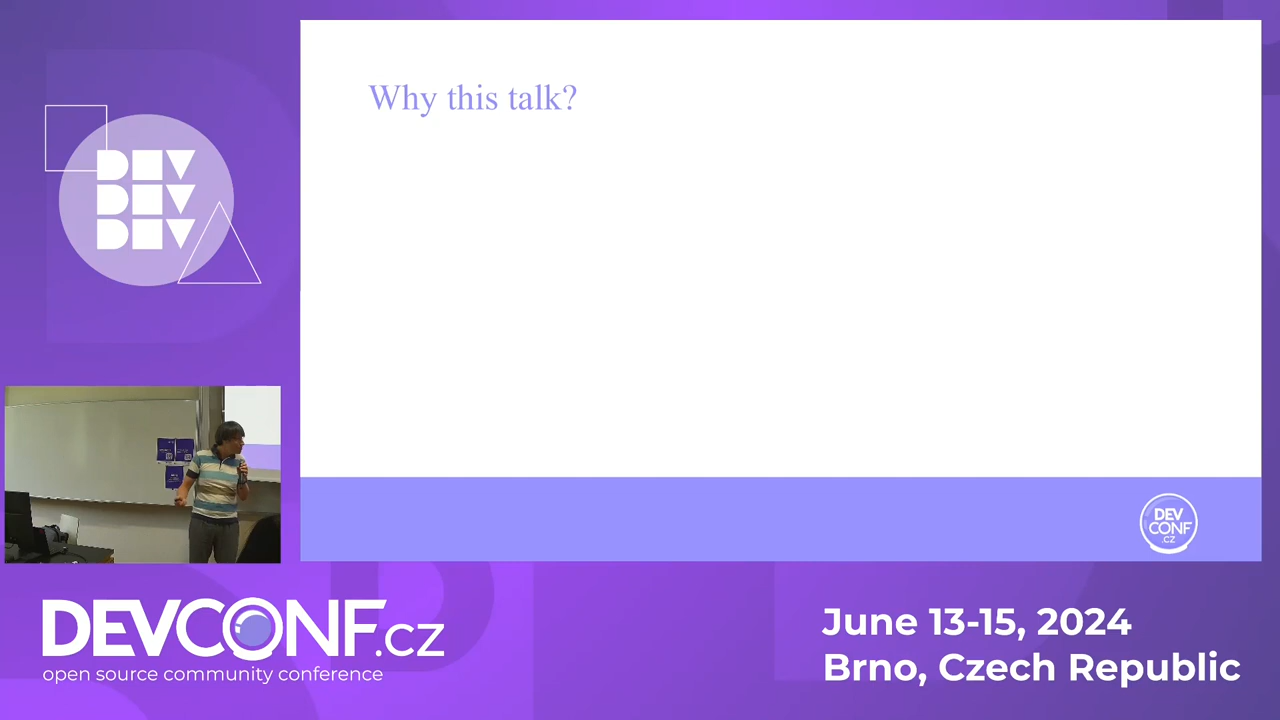 Why this talk?
DEV
DEV
DEV
DEV
CONF
.CZ
DEVCONF.cz
open source community conference
June 13-15, 2024
Brno, Czech Republic